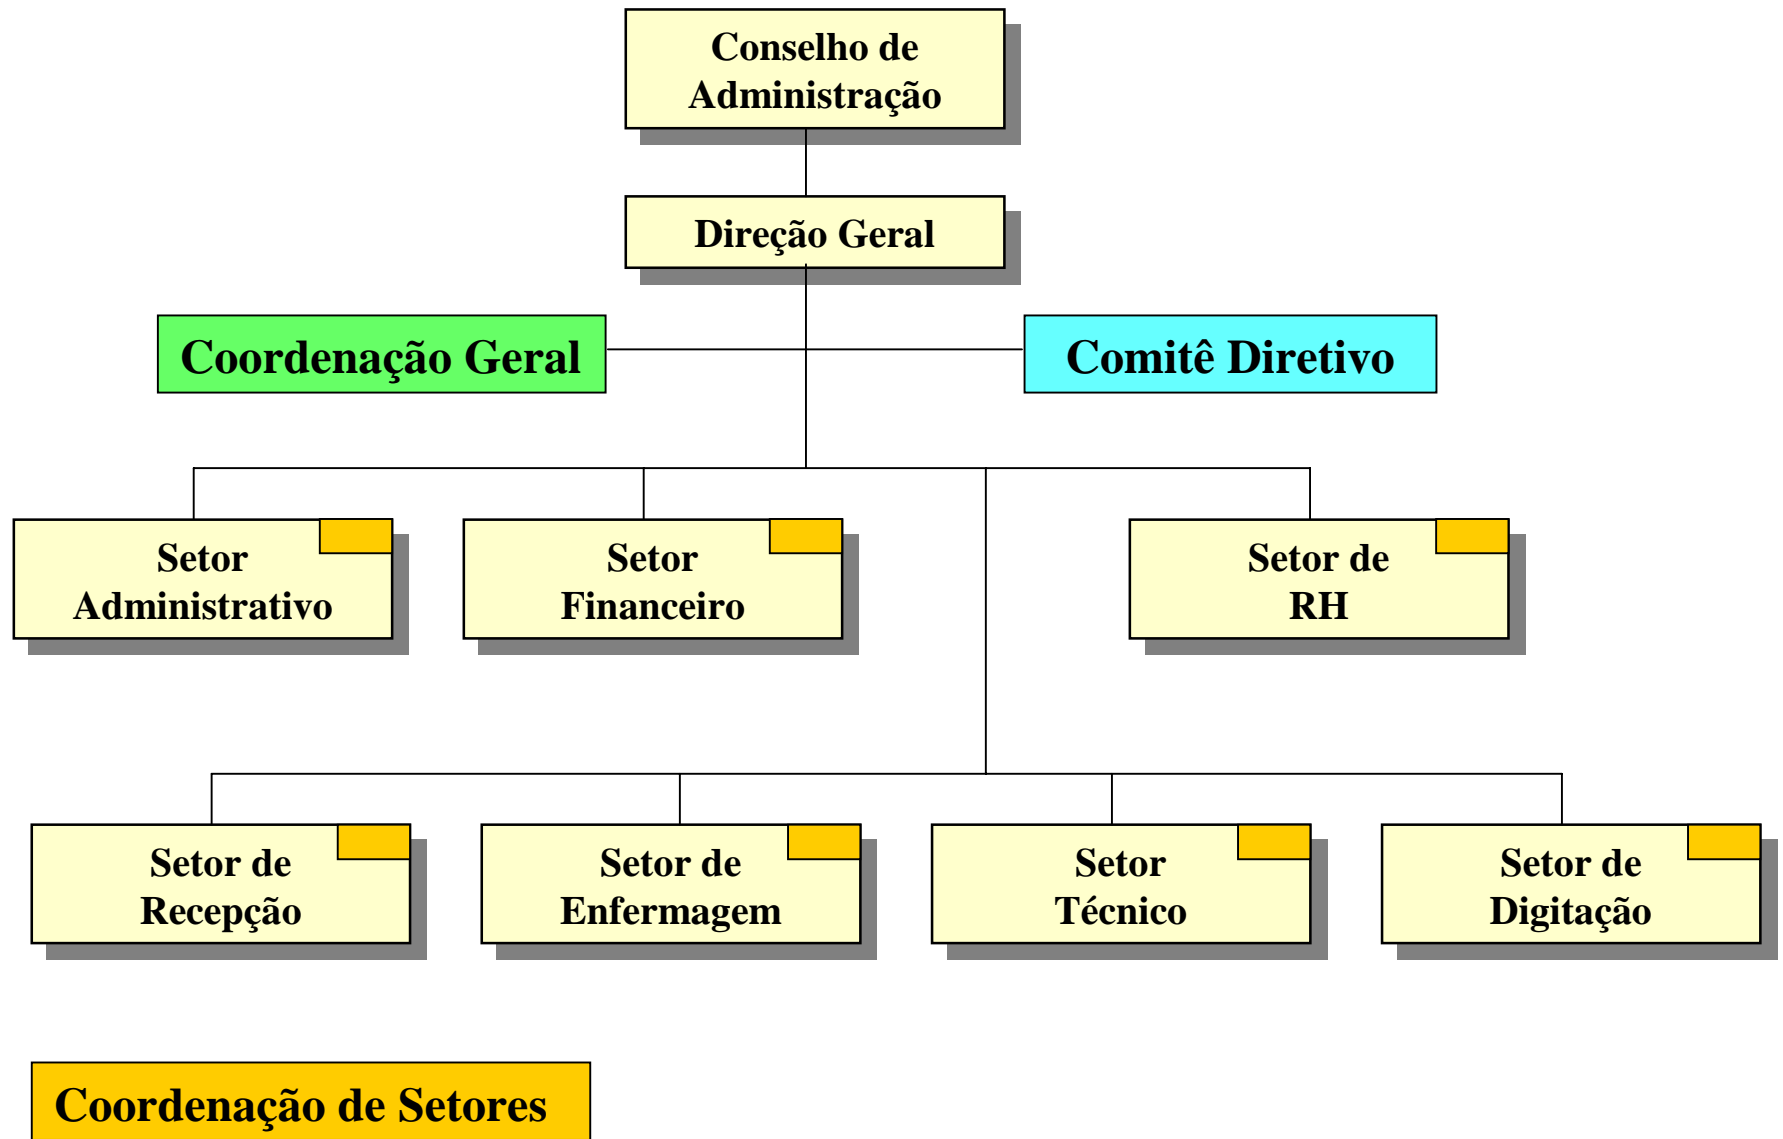 Conselho de
Administração
Direção Geral
Coordenação Geral
Comitê Diretivo
Setor
Administrativo
Setor
Financeiro
Setor de
RH
Setor de
Recepção
Setor de
Enfermagem
Setor
Técnico
Setor de
Digitação
Coordenação de Setores